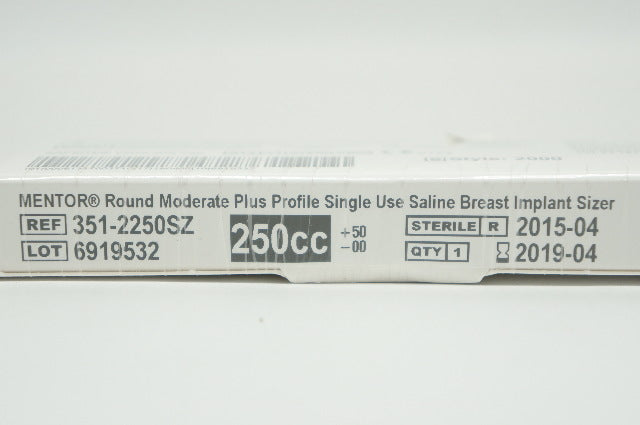 MENTOR® Round Moderate Plus Profile Single Use Saline Breast Implant Sizer
REF 351-2250SZ
LOT 6919532
250cc +50 -00
STERILE R 2015-04
QTY 1 2019-04